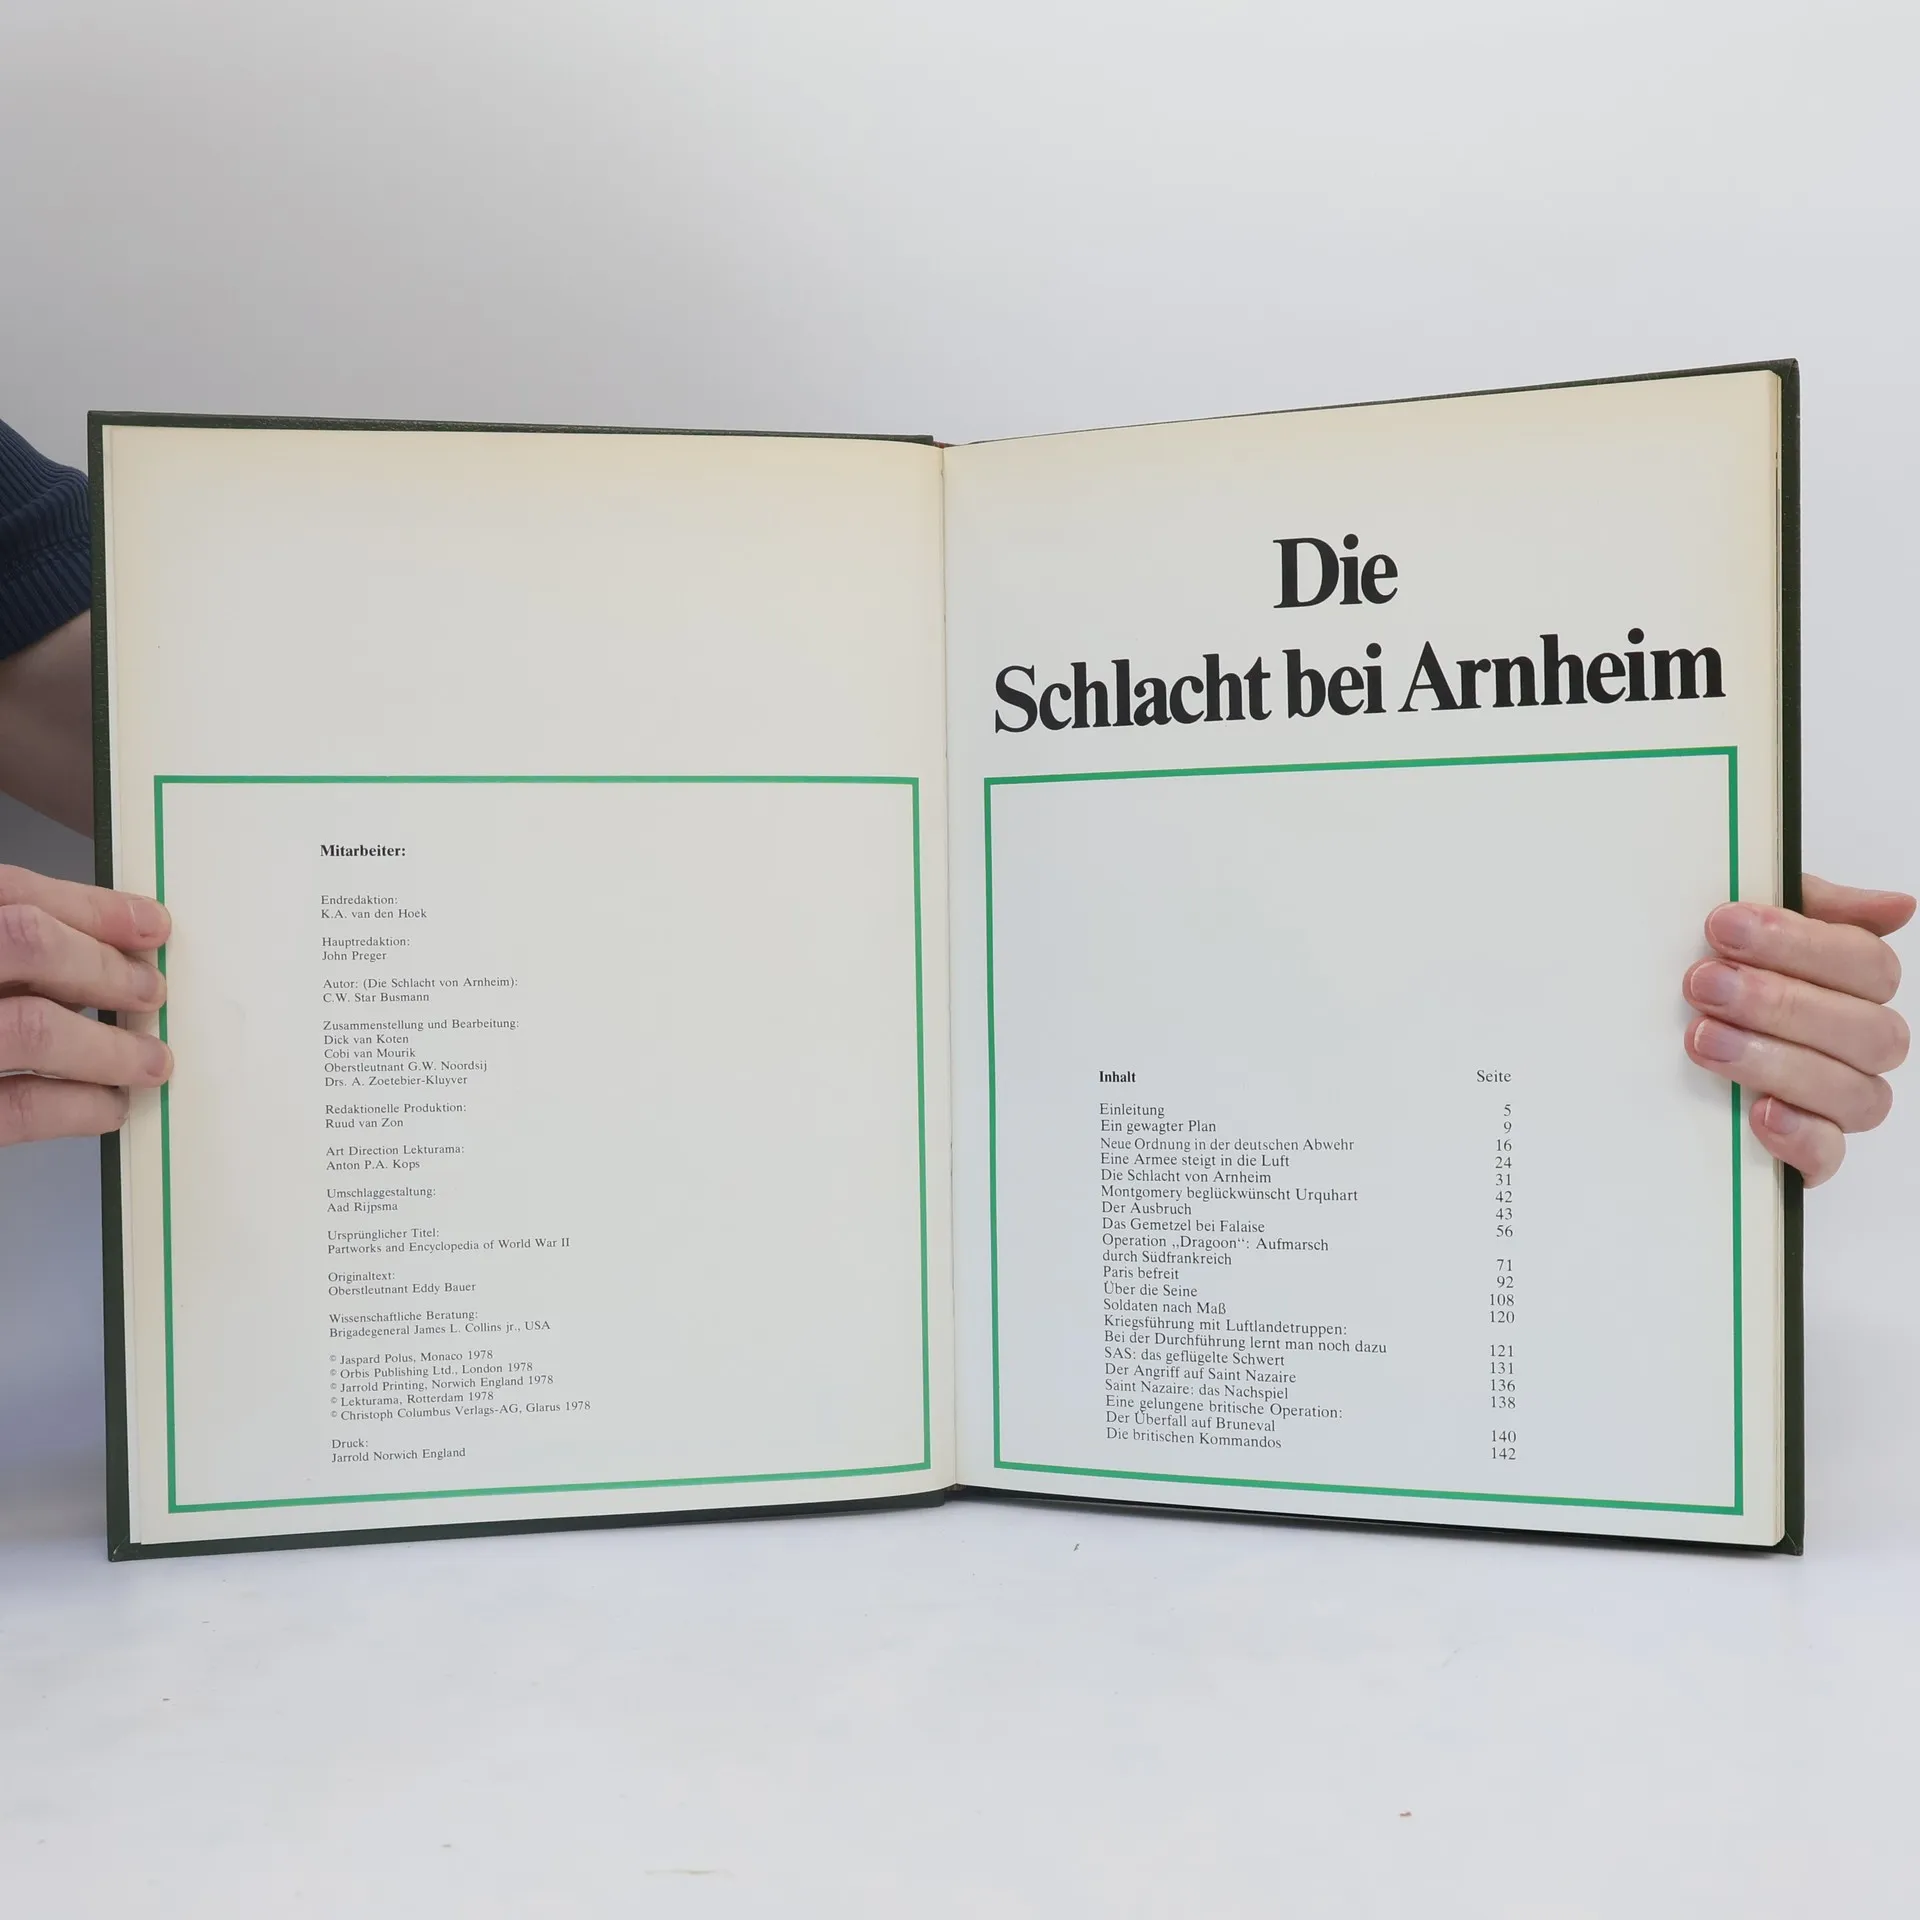 Mitarbeiter:
Endredaktion:
K.A. van den Hoek
Hauptredaktion:
John Preger
Autor: (Die Schlacht von Arnheim):
C.W. Star Busmann
Zusammenstellung und Bearbeitung:
Dick van Koten
Cobi van Mourik
Oberstleutnant G.W. Noordsij
Drs. A. Zoetebier-Kluyver
Redaktionelle Produktion:
Ruud van Zon
Art Direction Lekturama:
Anton P.A. Kops
Umschlaggestaltung:
Aad Rijpsma
Ursprünglicher Titel:
Partworks and Encyclopedia of World War II
Originaltext:
Oberstleutnant Eddy Bauer
Wissenschaftliche Beratung:
Brigadegeneral James L. Collins jr., USA
© Jaspard Polus, Monaco 1978
© Orbis Publishing Ltd., London 1978
© Jarrold Printing, Norwich England 1978
© Lekturama, Rotterdam 1978
© Christoph Columbus Verlags-AG, Glarus 1978
Druck:
Jarrold Norwich England
Die
Schlacht bei Arnheim
Inhalt Seite
Einleitung 5
Ein gewagter Plan 9
Neue Ordnung in der deutschen Abwehr 16
Eine Armee steigt in die Luft 24
Die Schlacht von Arnheim 31
Montgomery beglückwünscht Urquhart 42
Der Ausbruch 43
Das Gemetzel bei Falaise 56
Operation „Dragoon“: Aufmarsch
durch Südfrankreich 71
Paris befreit 92
Über die Seine 108
Soldaten nach Maß 120
Kriegsführung mit Luftlandetruppen:
Bei der Durchführung lernt man noch dazu 121
SAS: das geflügelte Schwert 131
Der Angriff auf Saint Nazaire 136
Saint Nazaire: das Nachspiel 138
Eine gelungene britische Operation:
Der Überfall auf Bruneval 140
Die britischen Kommandos 142